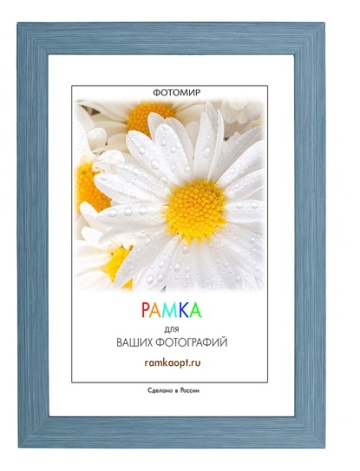 ФОТОМИР
РАМКА
для
ВАШИХ ФОТОГРАФИЙ
ramkaopt.ru
Сделано в России